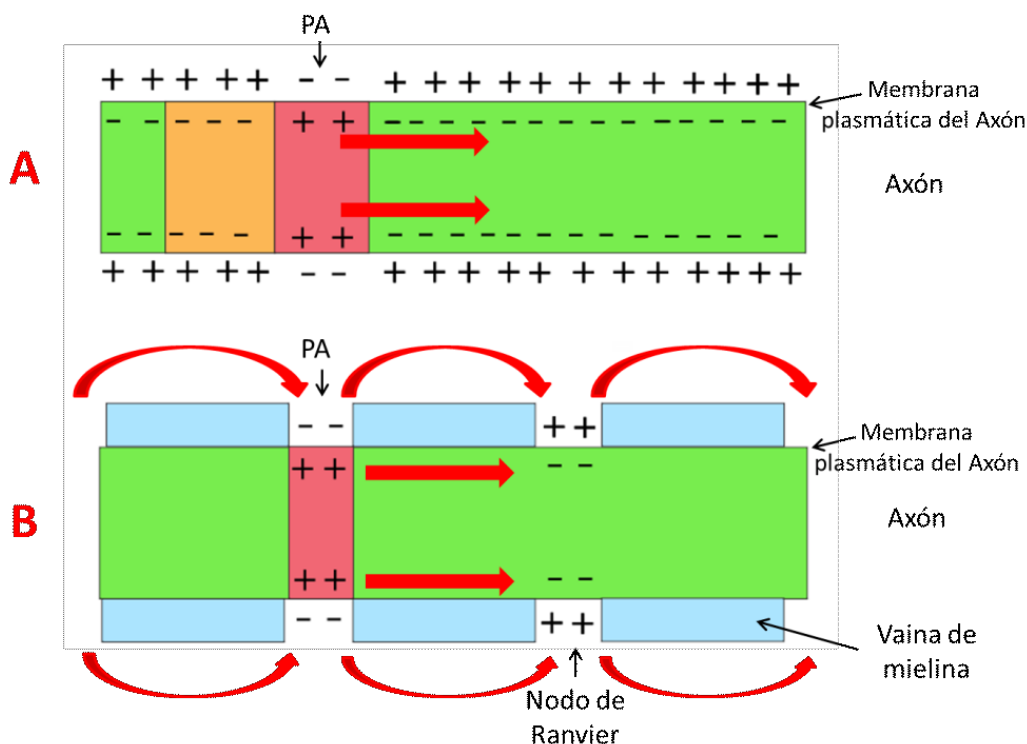 PA
+ + + + + - - + + + + + + + + + + + +
Membrana
plasmática del Axón
- - - - - + + - - - - - - - - - - - -
A
Axón
- - - - - + + - - - - - - - - - - - -
+ + + + + - - + + + + + + + + + + + +
PA
- - + +
Membrana
plasmática del Axón
+ + - -
B
Axón
+ + - -
- - + +
Vaina de
mielina
Nodo de
Ranvier